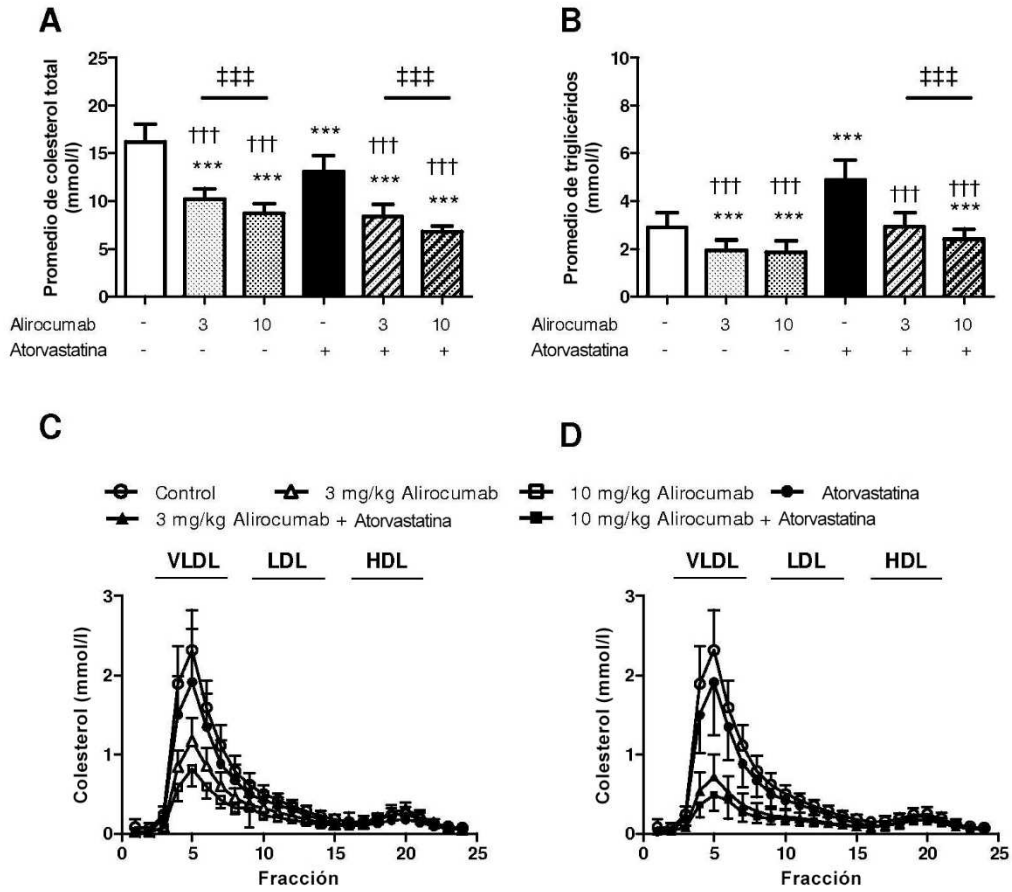 A
Promedio de colesterol total
(mmol/l)
25
20
15
10
5
0
‡‡‡
‡‡‡
†††
***
†††
***
***
†††
***
†††
***
Alirocumab - 3 10 - 3 10
Atorvastatina - - - + + +
B
Promedio de triglicéridos
(mmol/l)
10
8
6
4
2
0
‡‡‡
†††
***
†††
***
***
†††
†††
***
Alirocumab - 3 10 - 3 10
Atorvastatina - - - + + +
C
D
Control
3 mg/kg Alirocumab
10 mg/kg Alirocumab
Atorvastatina
3 mg/kg Alirocumab + Atorvastatina
10 mg/kg Alirocumab + Atorvastatina
VLDL LDL HDL
Colesterol (mmol/l)
3
2
1
0
0 5 10 15 20 25
Fracción
VLDL LDL HDL
Colesterol (mmol/l)
3
2
1
0
0 5 10 15 20 25
Fracción